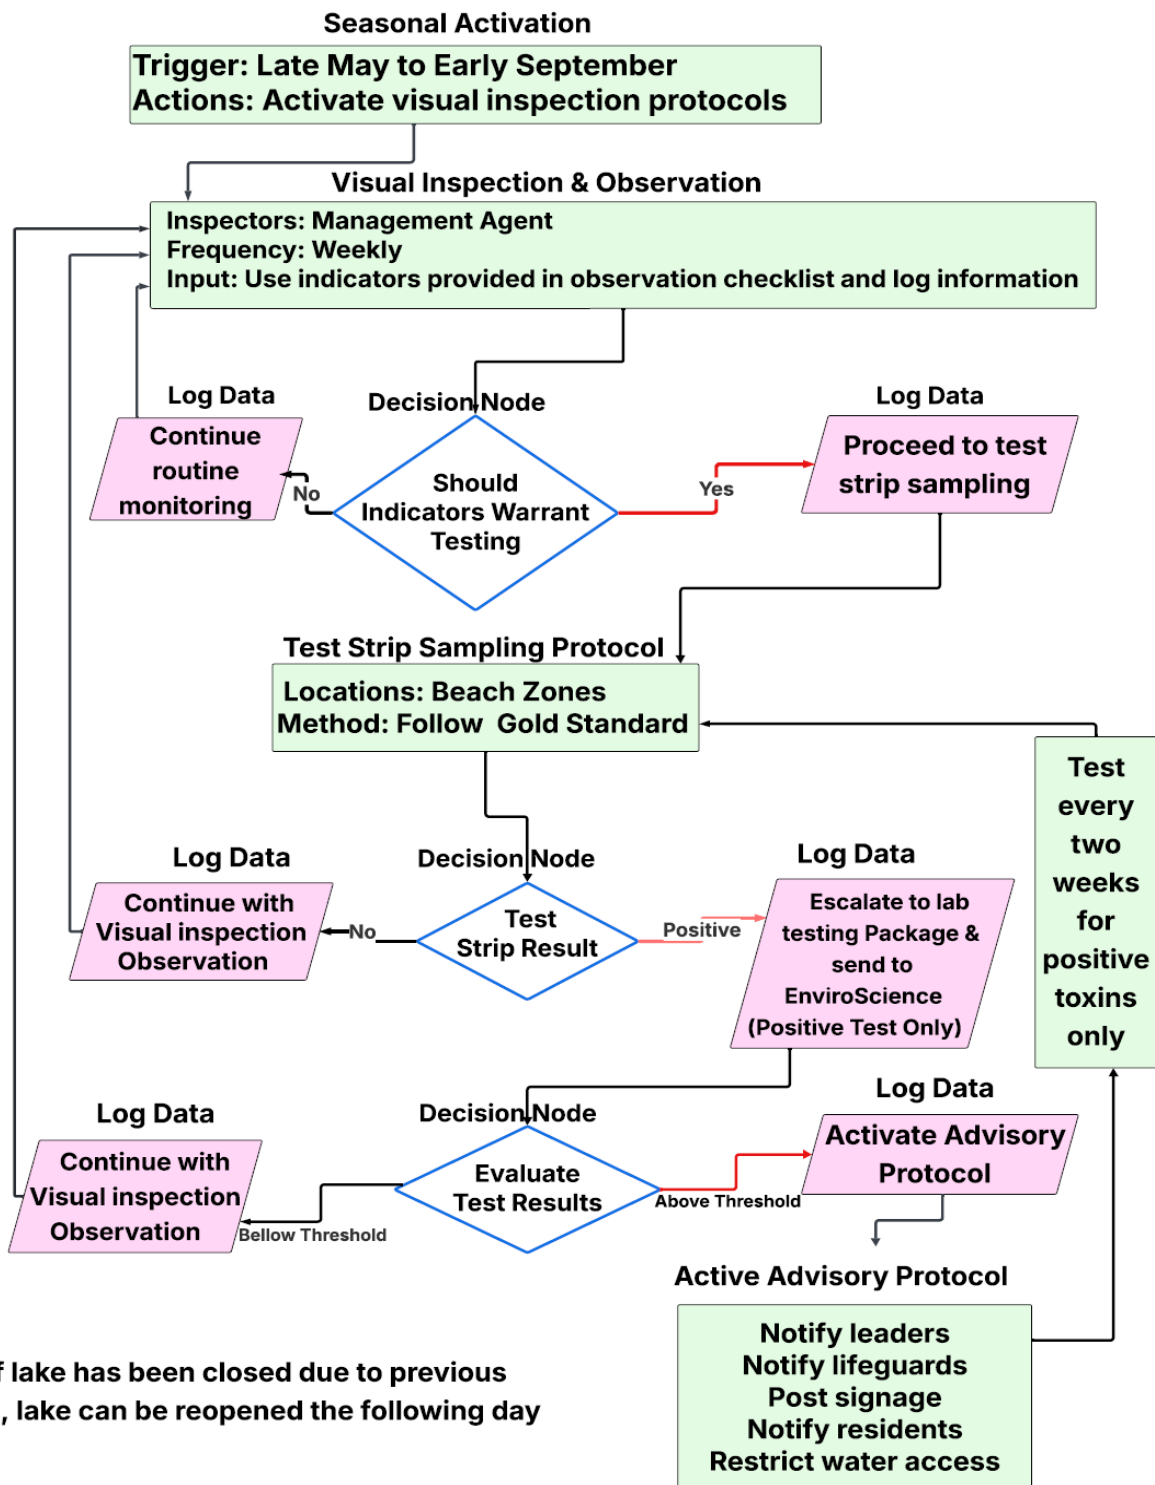 Seasonal Activation
Trigger: Late May to Early September
Actions: Activate visual inspection protocols
Visual Inspection & Observation
Inspectors: Management Agent
Frequency: Weekly
Input: Use indicators provided in observation checklist and log information
Log Data
Continue
routine
monitoring
No
Decision Node
Should
Indicators Warrant
Testing
Yes
Log Data
Proceed to test
strip sampling
Test Strip Sampling Protocol
Locations: Beach Zones
Method: Follow Gold Standard
Test
every
two
weeks
for
positive
toxins
only
Log Data
Continue with
Visual inspection
Observation
No
Decision Node
Test
Strip Result
Positive
Log Data
Escalate to lab
testing Package &
send to
EnviroScience
(Positive Test Only)
Log Data
Continue with
Visual inspection
Observation
Bellow Threshold
Decision Node
Evaluate
Test Results
Above Threshold
Log Data
Activate Advisory
Protocol
Active Advisory Protocol
Notify leaders
Notify lifeguards
Post signage
Notify residents
Restrict water access
lake has been closed due to previous
, lake can be reopened the following day